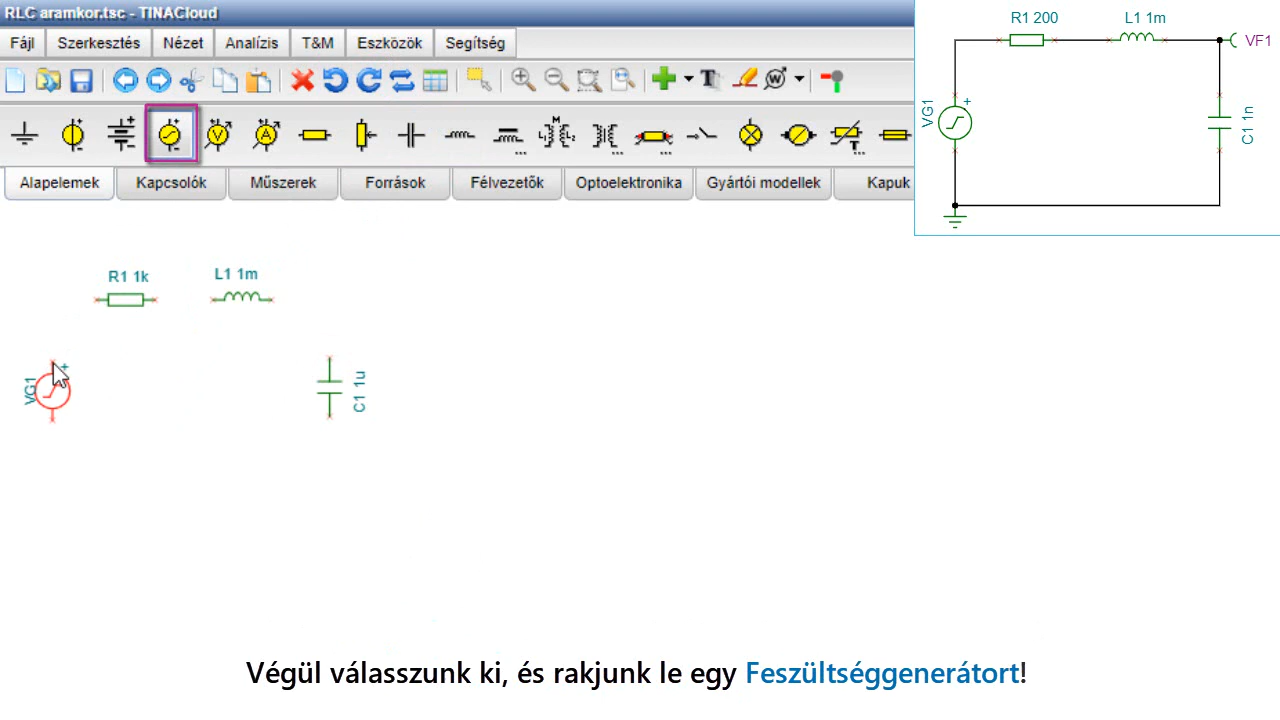 RLC aramkor.tsc - TINACloud
Fájl Szerkesztés Nézet Analízis T&M Eszközök Segítség
T W
V A M L1 L2 T
Alapelemek Kapcsolók Műszerek Források Félvezetők Optoelektronika Gyártói modellek Kapuk
R1 200 L1 1m
VF1
VG1 +
C1 1n
R1 1k L1 1m
VG1 +
C1 1u
Végül válasszunk ki, és rakjunk le egy Feszültséggenerátort!